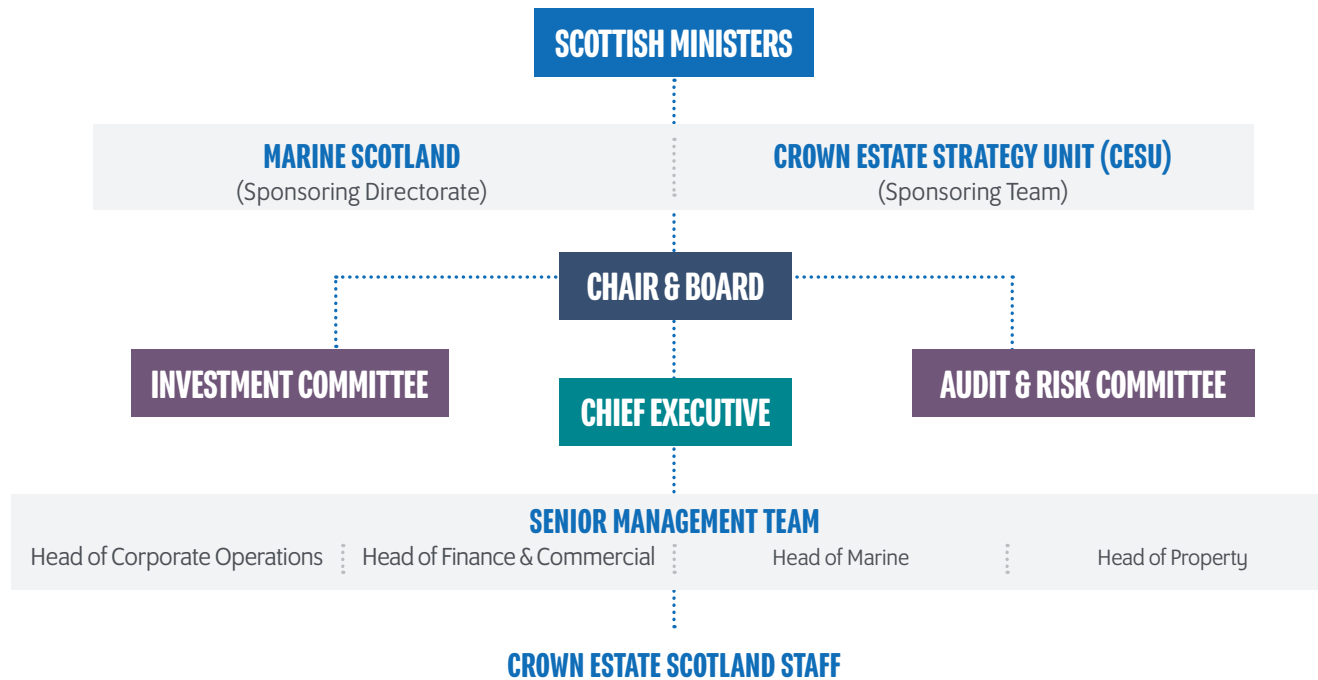 SCOTTISH MINISTERS
MARINE SCOTLAND
(Sponsoring Directorate)
CROWN ESTATE STRATEGY UNIT (CESU)
(Sponsoring Team)
CHAIR & BOARD
INVESTMENT COMMITTEE
CHIEF EXECUTIVE
AUDIT & RISK COMMITTEE
SENIOR MANAGEMENT TEAM
Head of Corporate Operations
Head of Finance & Commercial
Head of Marine
Head of Property
CROWN ESTATE SCOTLAND STAFF